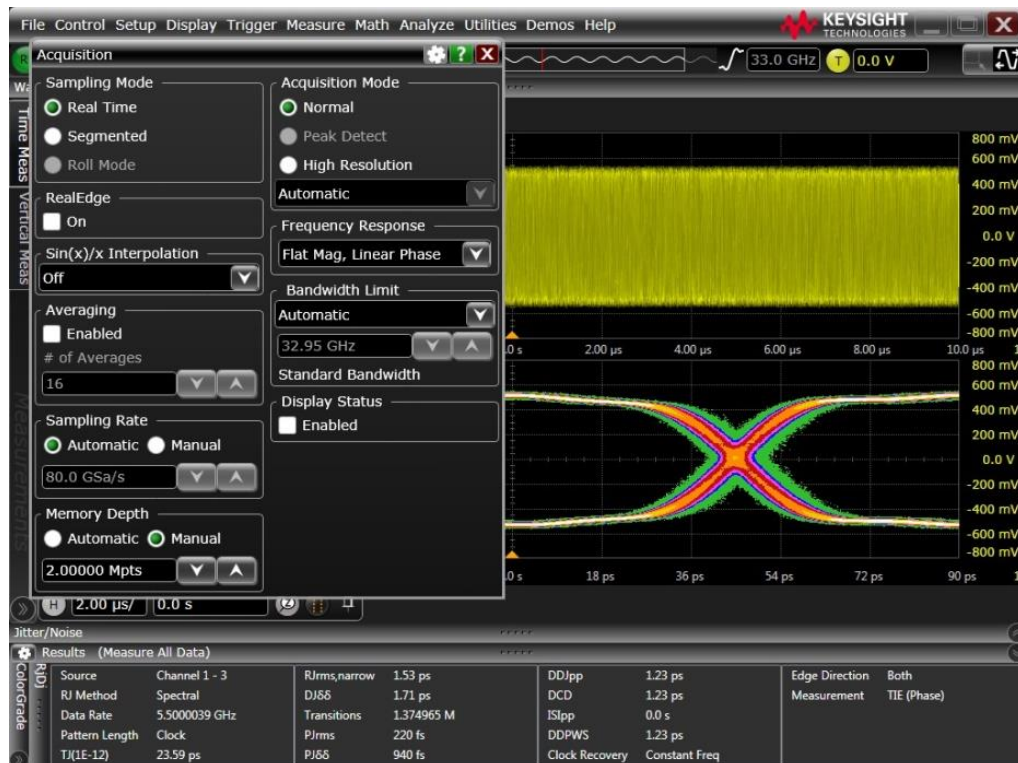 File Control Setup Display Trigger Measure Math Analyze Utilities Demos Help
KEYSIGHT
TECHNOLOGIES
Acquisition
33.0 GHz
T
0.0 V
Sampling Mode
Real Time
Segmented
Roll Mode
RealEdge
On
Sin(x)/x Interpolation
Off
Averaging
Enabled
# of Averages
16
Sampling Rate
Automatic Manual
80.0 GSa/s
Memory Depth
Automatic Manual
2.00000 Mpts
Acquisition Mode
Normal
Peak Detect
High Resolution
Automatic
Frequency Response
Flat Mag, Linear Phase
Bandwidth Limit
Automatic
32.95 GHz
Standard Bandwidth
Display Status
Enabled
Time Meas
Vertical Meas
Measurements
800 mV
600 mV
400 mV
200 mV
0.0 V
-200 mV
-400 mV
-600 mV
-800 mV
2.00 µs 4.00 µs 6.00 µs 8.00 µs 10.0 µs
800 mV
600 mV
400 mV
200 mV
0.0 V
-200 mV
-400 mV
-600 mV
-800 mV
18 ps 36 ps 54 ps 72 ps 90 ps
H 2.00 µs/ 0.0 s
Jitter/Noise
Results (Measure All Data)
ColorGrade
RJDJ
Source Channel 1 - 3 RJrms,narrow 1.53 ps DDJpp 1.23 ps Edge Direction Both
RJ Method Spectral DJδδ 1.71 ps DCD 1.23 ps Measurement TIE (Phase)
Data Rate 5.5000039 GHz Transitions 1.374965 M ISIpp 0.0 s
Pattern Length Clock PJrms 220 fs DDPWS 1.23 ps
TJ(1E-12) 23.59 ps PJδδ 940 fs Clock Recovery Constant Freq